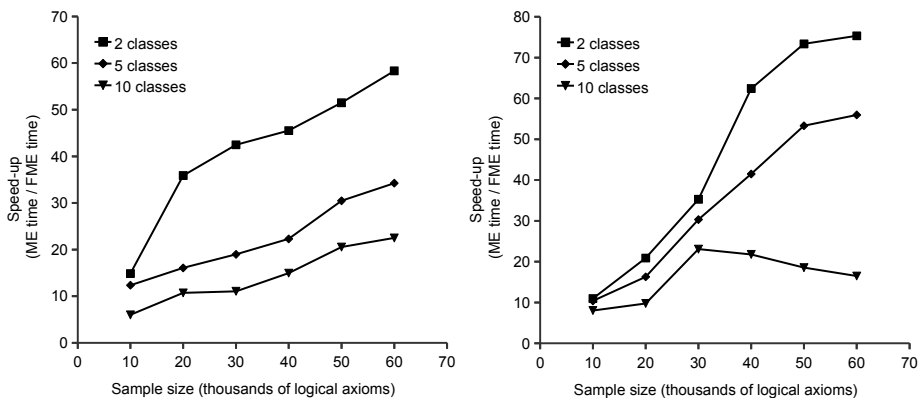 70
60
50
40
30
20
10
0
Speed-up
(ME time / FME time)
2 classes
5 classes
10 classes
0 10 20 30 40 50 60 70
Sample size (thousands of logical axioms)
80
70
60
50
40
30
20
10
0
Speed-up
(ME time / FME time)
2 classes
5 classes
10 classes
0 10 20 30 40 50 60 70
Sample size (thousands of logical axioms)